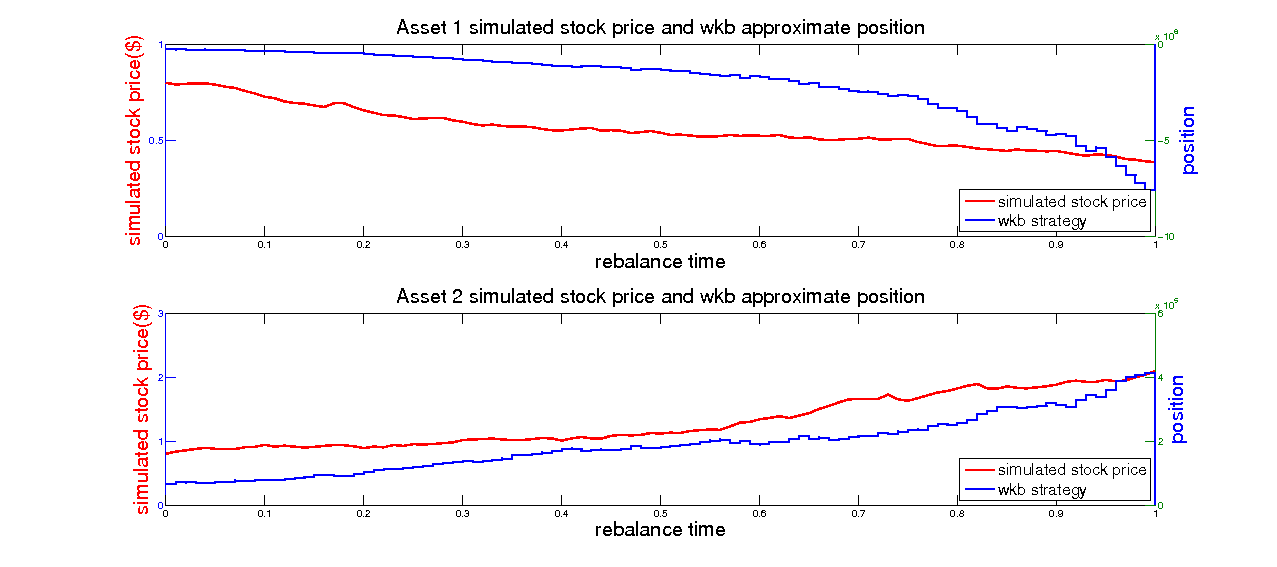 Asset 1 simulated stock price and wkb approximate position
simulated stock price($)
1
0.5
0
0 0.1 0.2 0.3 0.4 0.5 0.6 0.7 0.8 0.9 1
rebalance time
0
-5
-10
position
simulated stock price
wkb strategy
Asset 2 simulated stock price and wkb approximate position
simulated stock price($)
3
2
1
0
0 0.1 0.2 0.3 0.4 0.5 0.6 0.7 0.8 0.9 1
rebalance time
6
4
2
0
position
simulated stock price
wkb strategy